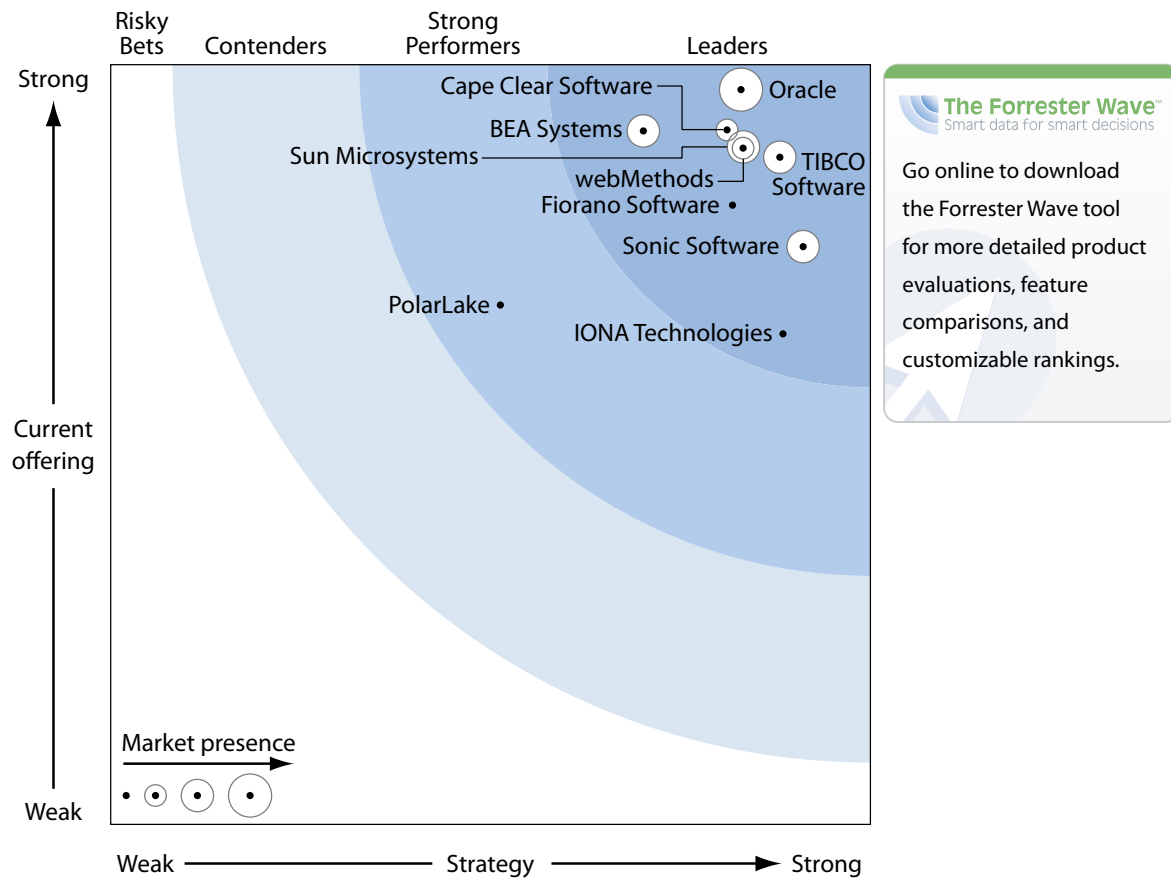 Risky
Bets
Contenders
Strong
Performers
Leaders
Strong
Current
offering
Weak
Cape Clear Software
Oracle
BEA Systems
Sun Microsystems
TIBCO
Software
webMethods
Fiorano Software
Sonic Software
PolarLake
IONA Technologies
Market presence
Weak
Strategy
Strong
The Forrester Wave™
Smart data for smart decisions
Go online to download
the Forrester Wave tool
for more detailed product
evaluations, feature
comparisons, and
customizable rankings.